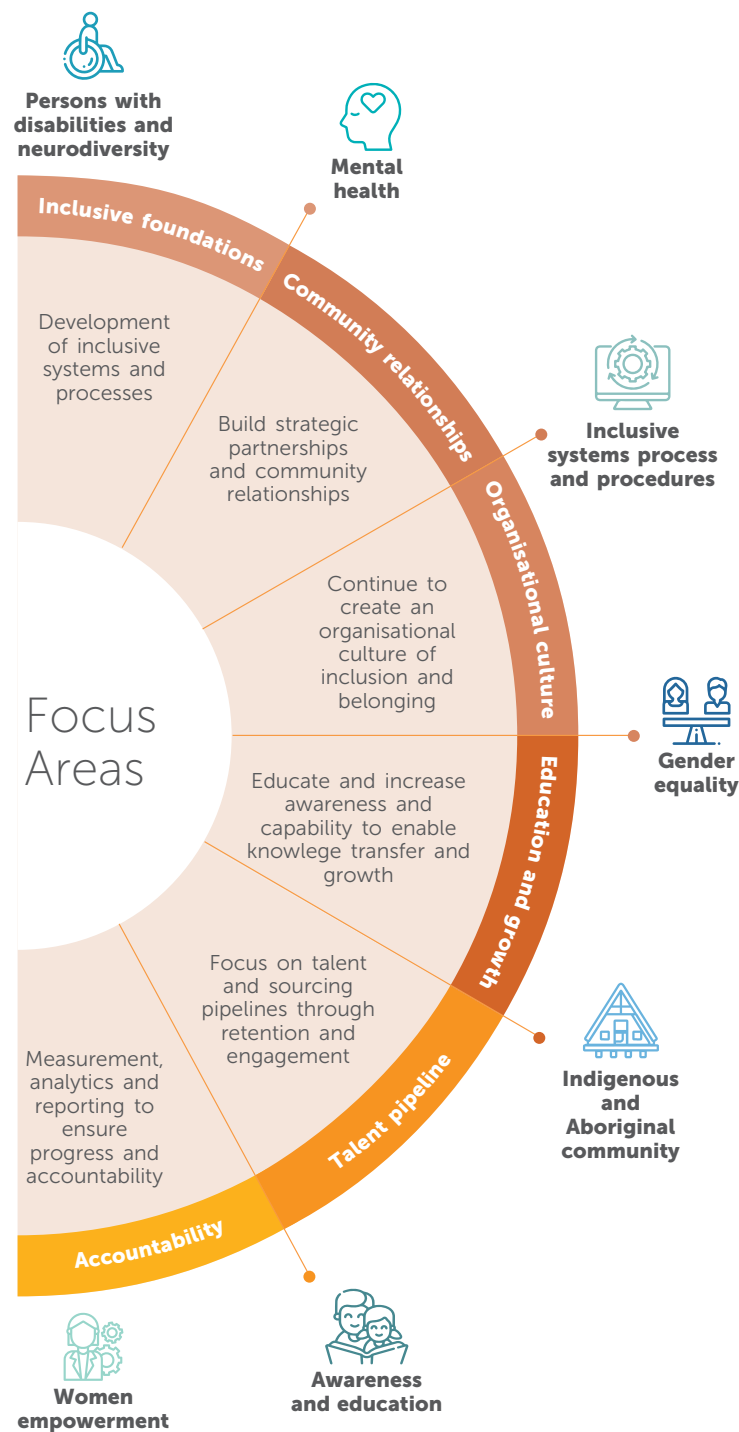 Persons with
disabilities and
neurodiversity
Mental
health
Inclusive foundations
Development
of inclusive
systems and
processes
Community relationships
Build strategic
partnerships
and community
relationships
Inclusive
systems process
and procedures
Organisational culture
Continue to
create an
organisational
culture of
inclusion and
belonging
Focus
Areas
Gender
equality
Education and growth
Educate and increase
awareness and
capability to enable
knowlege transfer and
growth
Talent pipeline
Focus on talent
and sourcing
pipelines through
retention and
engagement
Indigenous
and
Aboriginal
community
Measurement,
analytics and
reporting to
ensure
progress and
accountability
Accountability
Awareness
and education
Women
empowerment